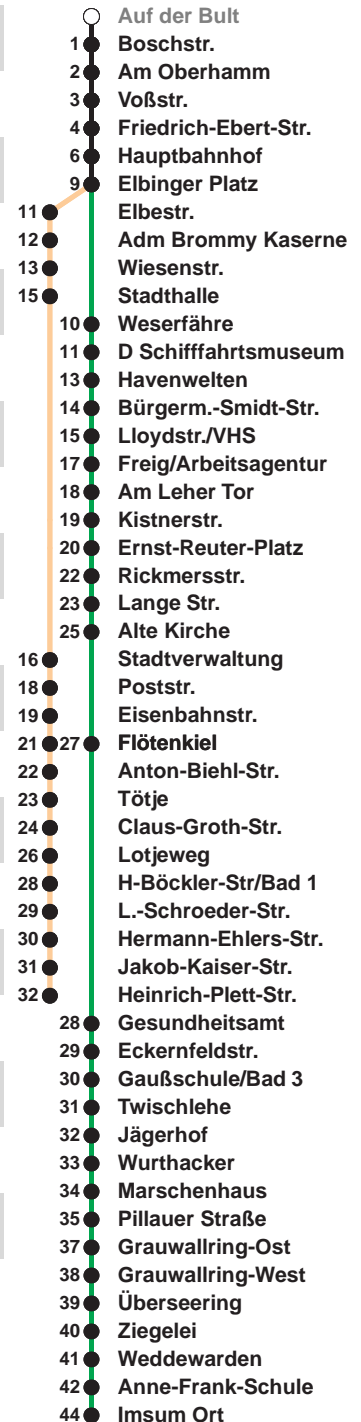 Auf der Bult
1 Boschstr.
2 Am Oberhamm
3 Voßstr.
4 Friedrich-Ebert-Str.
6 Hauptbahnhof
9 Elbinger Platz
11 Elbestr.
12 Adm Brommy Kaserne
13 Wiesenstr.
15 Stadthalle
10 Weserfähre
11 D Schifffahrtsmuseum
13 Havenwelten
14 Bürgerm.-Smidt-Str.
15 Lloydstr./VHS
17 Freig/Arbeitsagentur
18 Am Leher Tor
19 Kistnerstr.
20 Ernst-Reuter-Platz
22 Rickmersstr.
23 Lange Str.
25 Alte Kirche
16 Stadtverwaltung
18 Poststr.
19 Eisenbahnstr.
21 27 Flötenkiel
22 Anton-Biehl-Str.
23 Tötje
24 Claus-Groth-Str.
26 Lotjeweg
28 H-Böckler-Str/Bad 1
29 L.-Schroeder-Str.
30 Hermann-Ehlers-Str.
31 Jakob-Kaiser-Str.
32 Heinrich-Plett-Str.
28 Gesundheitsamt
29 Eckernfeldstr.
30 Gaußschule/Bad 3
31 Twischlehe
32 Jägerhof
33 Wurthacker
34 Marschenhaus
35 Pillauer Straße
37 Grauwallring-Ost
38 Grauwallring-West
39 Überseering
40 Ziegelei
41 Weddewarden
42 Anne-Frank-Schule
44 Imsum Ort